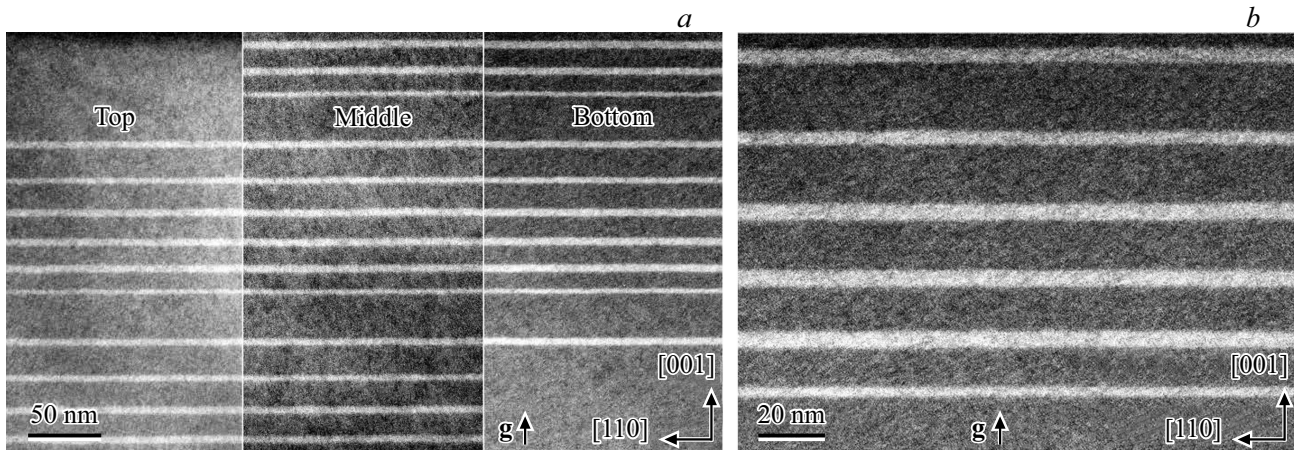 a
b
Top
Middle
Bottom
50 nm
g
[001]
[110]
20 nm
g
[001]
[110]